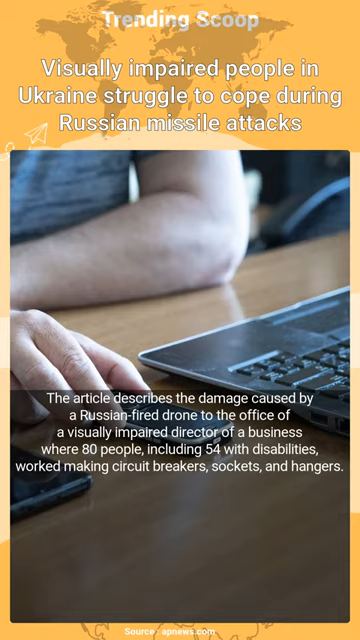 Trending Scoop
Visually impaired people in
Ukraine struggle to cope during
Russian missile attacks
The article describes the damage caused by
a Russian-fired drone to the office of
a visually impaired director of a business
where 80 people, including 54 with disabilities,
worked making circuit breakers, sockets, and hangers.
Source : apnews.com